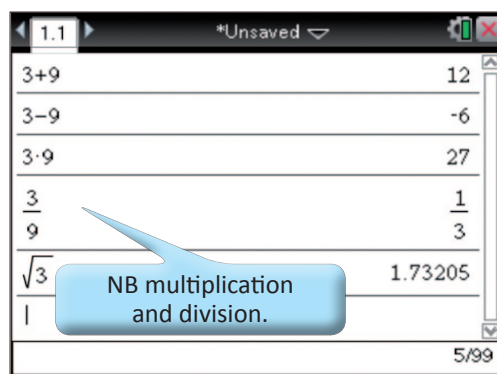 1.1 *Unsaved
3+9 12
3−9 -6
3·9 27
3/9 1/3
√3 1.73205
NB multiplication
and division.
5/99